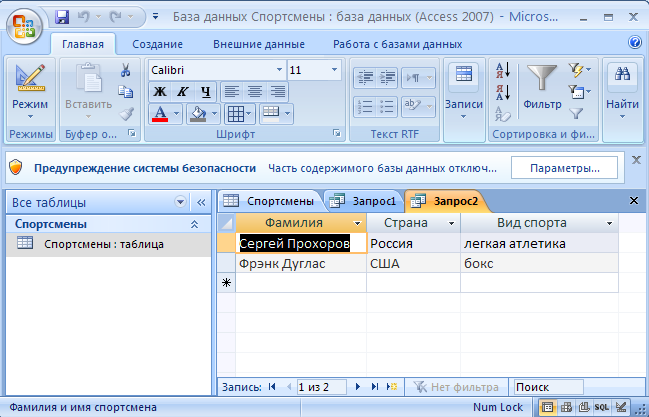 База данных Спортсмены : база данных (Access 2007) - Micros...
Главная Создание Внешние данные Работа с базами данных
Режим
Режимы
Вставить
Буфер о...
Calibri 11
Ж К Ч
А
Шрифт
ab
Текст RTF
Записи
А Я
Я А
Фильтр
Сортировка и фи...
Найти
Предупреждение системы безопасности Часть содержимого базы данных отключ... Параметры...
Все таблицы
Спортсмены
Спортсмены : таблица
Спортсмены Запрос1 Запрос2
Фамилия Страна Вид спорта
Сергей Прохоров Россия легкая атлетика
Фрэнк Дуглас США бокс
Запись: 1 из 2 Нет фильтра Поиск
Фамилия и имя спортсмена Num Lock SQL